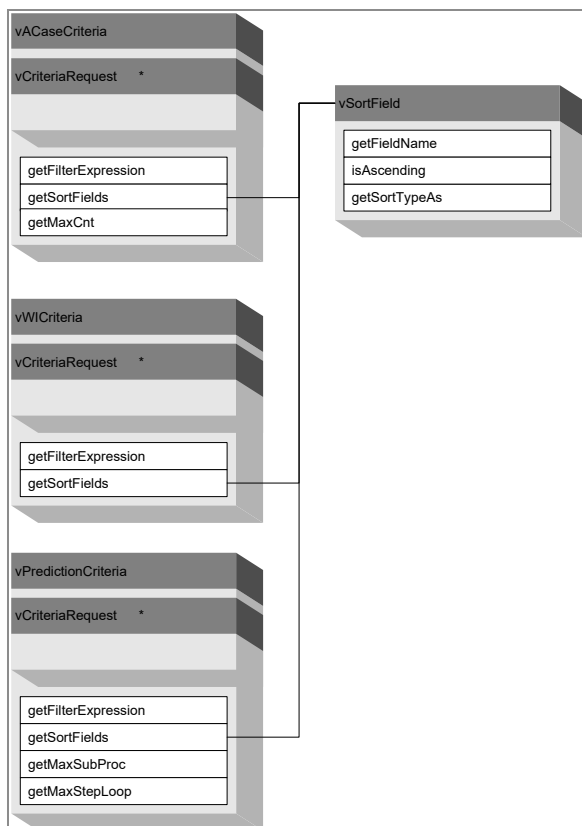 vACaseCriteria
vCriteriaRequest *
getFilterExpression
getSortFields
getMaxCnt
vSortField
getFieldName
isAscending
getSortTypeAs
vWICriteria
vCriteriaRequest *
getFilterExpression
getSortFields
vPredictionCriteria
vCriteriaRequest *
getFilterExpression
getSortFields
getMaxSubProc
getMaxStepLoop